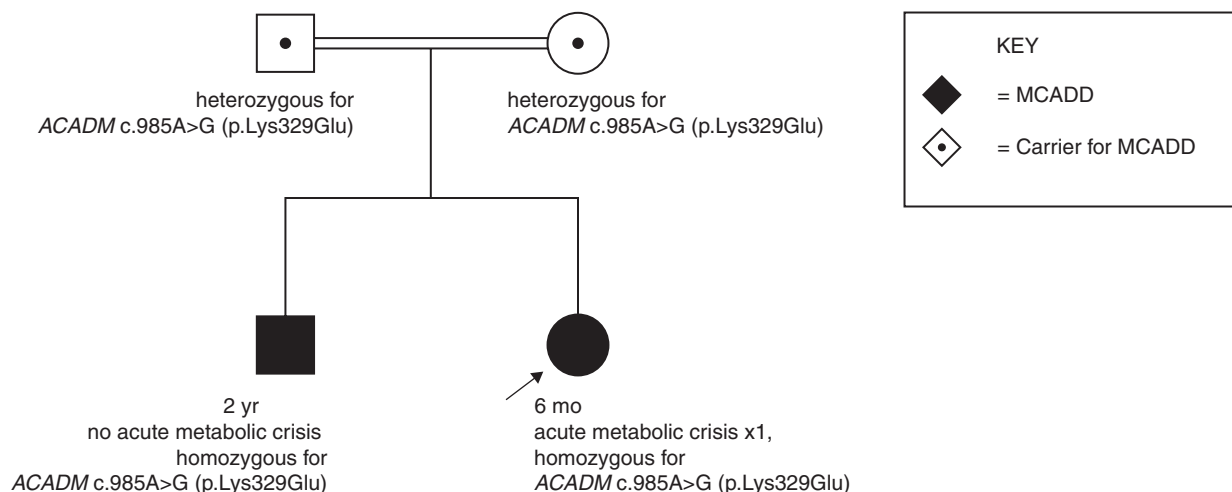 heterozygous for
ACADM c.985A>G (p.Lys329Glu)
heterozygous for
ACADM c.985A>G (p.Lys329Glu)
KEY
= MCADD
= Carrier for MCADD
2 yr
no acute metabolic crisis
homozygous for
ACADM c.985A>G (p.Lys329Glu)
6 mo
acute metabolic crisis x1,
homozygous for
ACADM c.985A>G (p.Lys329Glu)